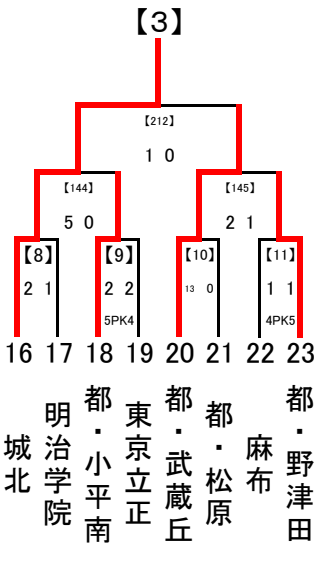 【3】
【212】
1 0
【144】
【145】
5 0
2 1
【8】
【9】
【10】
【11】
2 1
2 2
13 0
1 1
5PK4
4PK5
16 17 18 19 20 21 22 23
城北
明治学院
都・小平南
東京立正
都・武蔵丘
都・松原
麻布
都・野津田